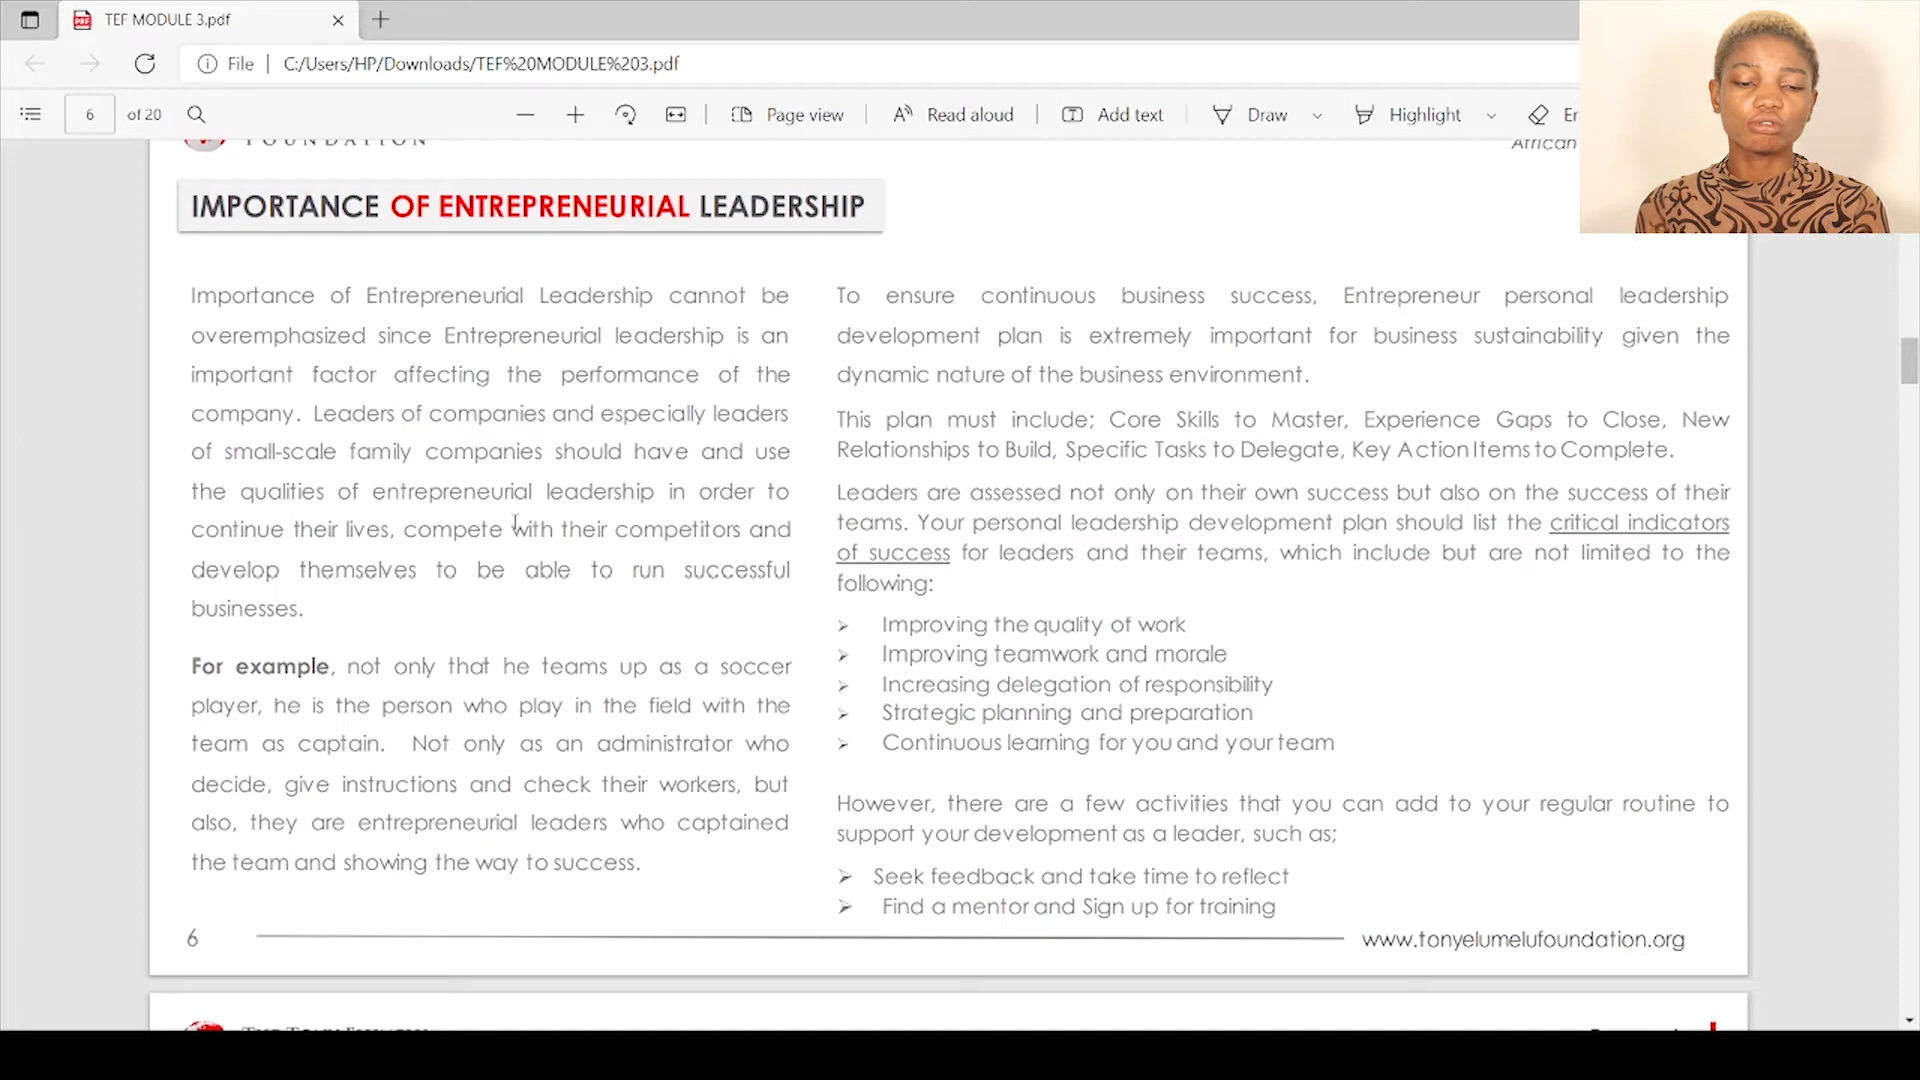 TEF MODULE 3.pdf
File
C:/Users/HP/Downloads/TEF%20MODULE%203.pdf
6 of 20
Page view
Read aloud
Add text
Draw
Highlight
FOUNDATION
African
IMPORTANCE OF ENTREPRENEURIAL LEADERSHIP
Importance of Entrepreneurial Leadership cannot be
overemphasized since Entrepreneurial leadership is an
important factor affecting the performance of the
company. Leaders of companies and especially leaders
of small-scale family companies should have and use
the qualities of entrepreneurial leadership in order to
continue their lives, compete with their competitors and
develop themselves to be able to run successful
businesses.
For example, not only that he teams up as a soccer
player, he is the person who play in the field with the
team as captain. Not only as an administrator who
decide, give instructions and check their workers, but
also, they are entrepreneurial leaders who captained
the team and showing the way to success.
To ensure continuous business success, Entrepreneur personal leadership
development plan is extremely important for business sustainability given the
dynamic nature of the business environment.
This plan must include; Core Skills to Master, Experience Gaps to Close, New
Relationships to Build, Specific Tasks to Delegate, Key Action Items to Complete.
Leaders are assessed not only on their own success but also on the success of their
teams. Your personal leadership development plan should list the critical indicators
of success for leaders and their teams, which include but are not limited to the
following:
Improving the quality of work
Improving teamwork and morale
Increasing delegation of responsibility
Strategic planning and preparation
Continuous learning for you and your team
However, there are a few activities that you can add to your regular routine to
support your development as a leader, such as;
Seek feedback and take time to reflect
Find a mentor and Sign up for training
6
www.tonyelumelufoundation.org